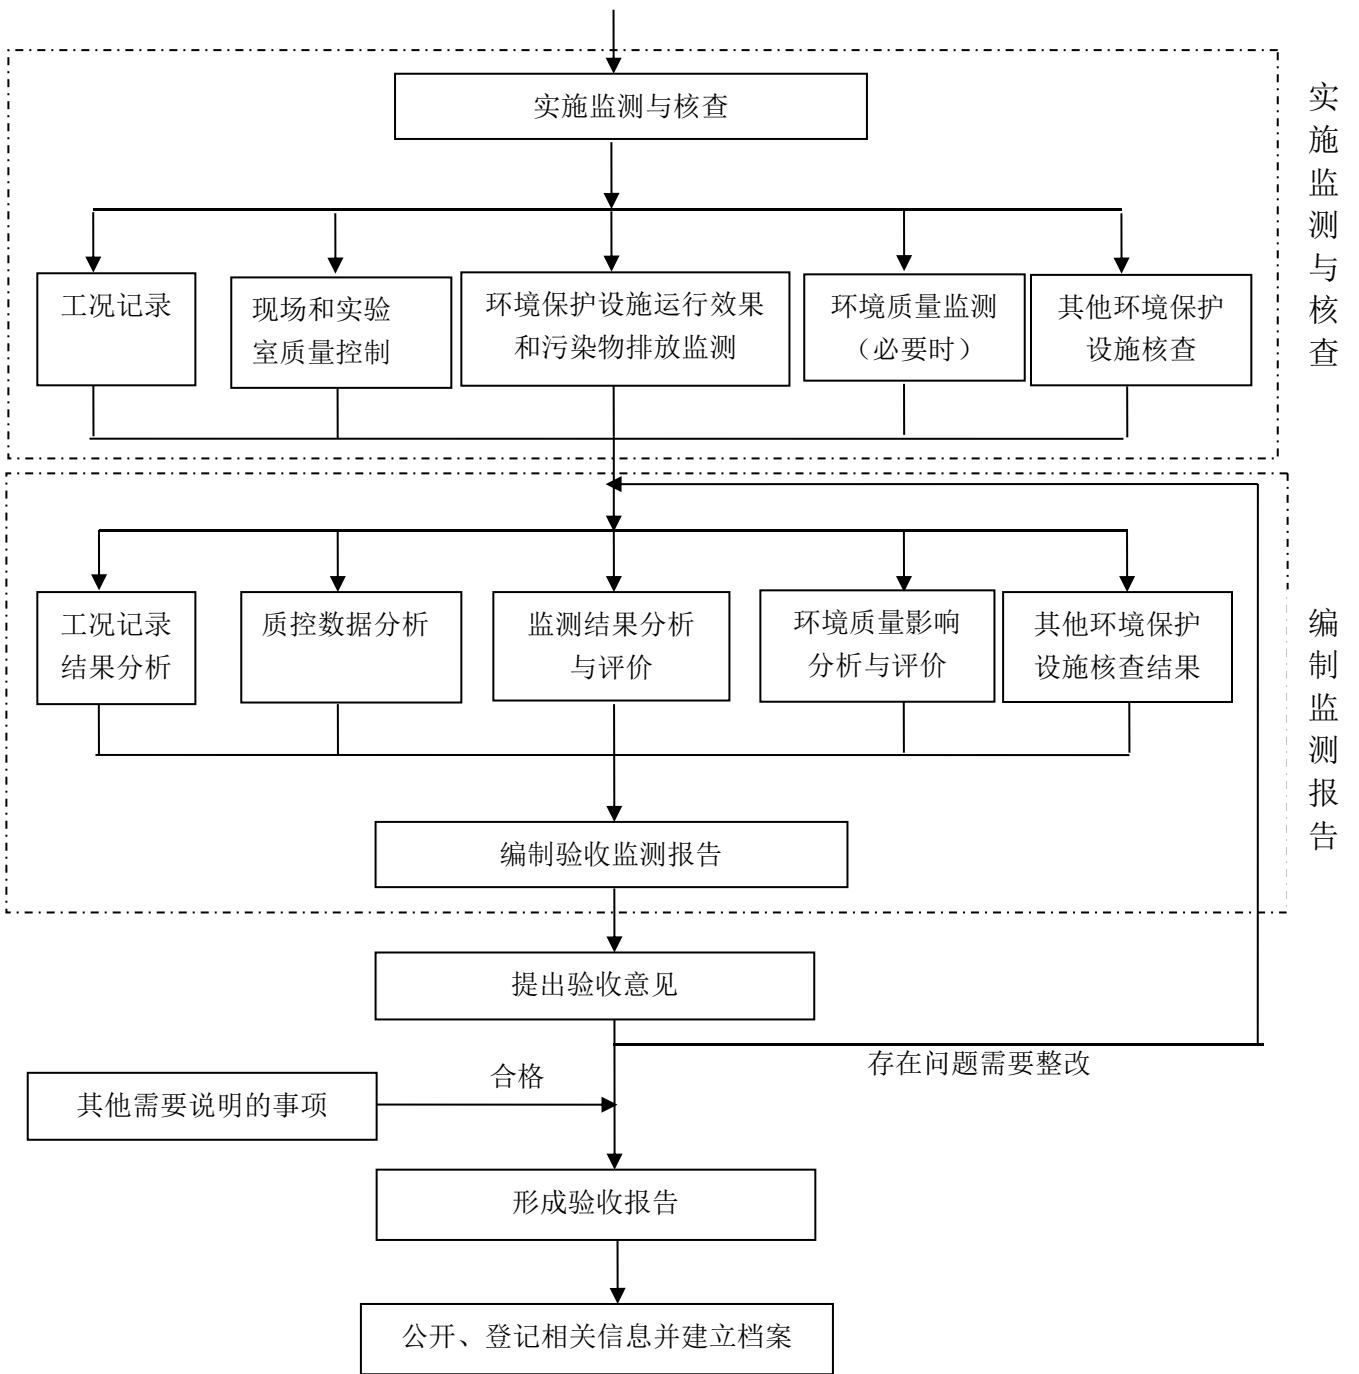 实施监测与核查
实施监测与核查
工况记录
现场和实验
室质量控制
环境保护设施运行效果
和污染物排放监测
环境质量监测
（必要时）
其他环境保护
设施核查
工况记录
结果分析
质控数据分析
监测结果分析
与评价
环境质量影响
分析与评价
其他环境保护
设施核查结果
编制监测报告
编制验收监测报告
提出验收意见
存在问题需要整改
合格
其他需要说明的事项
形成验收报告
公开、登记相关信息并建立档案